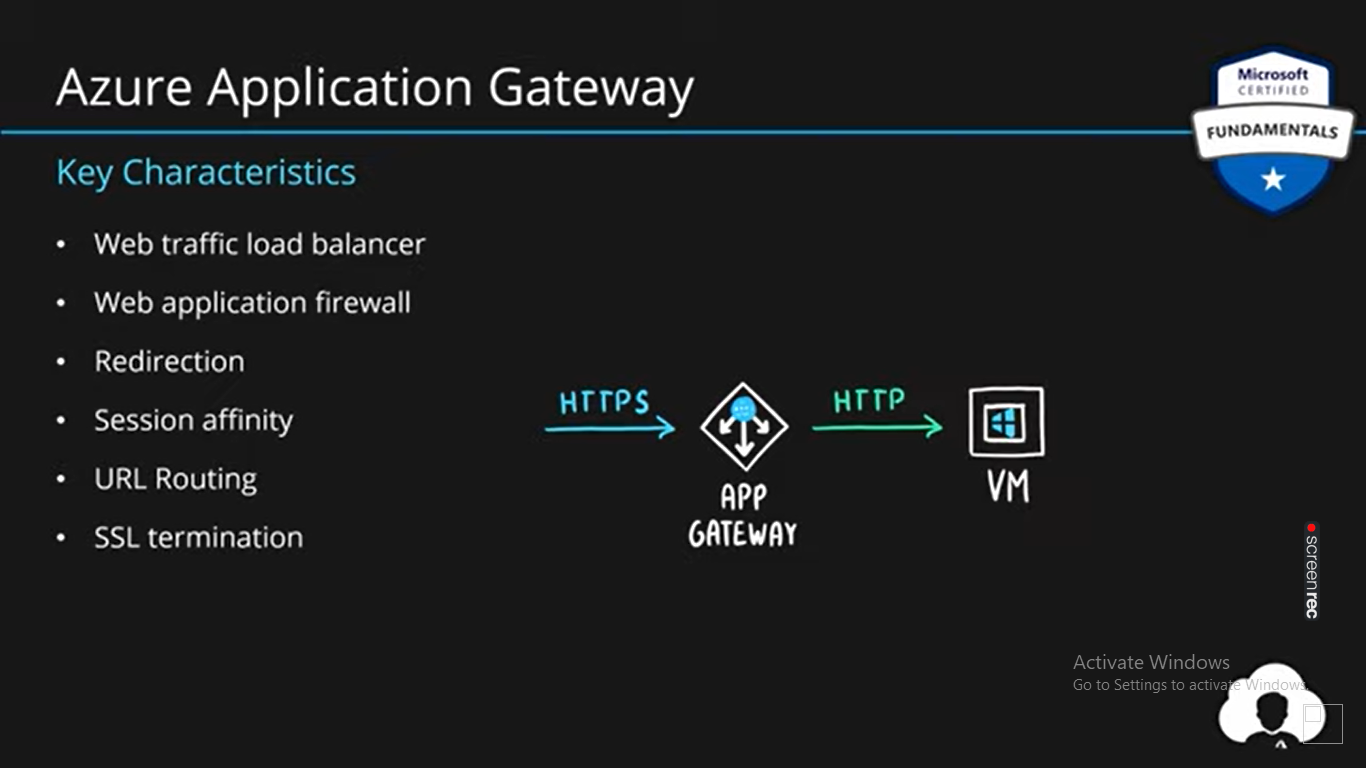 Azure Application Gateway
Microsoft
CERTIFIED
FUNDAMENTALS
Key Characteristics
• Web traffic load balancer
• Web application firewall
• Redirection
• Session affinity
• URL Routing
• SSL termination
HTTPS
HTTP
APP
GATEWAY
VM
screenrec
Activate Windows
Go to Settings to activate Windows.